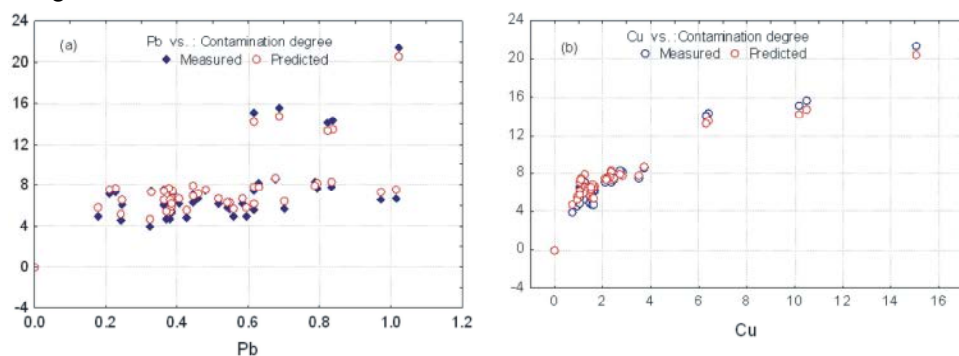 (a)
Pb vs. : Contamination degree
Measured Predicted
24
20
16
12
8
4
0
-4
0.0 0.2 0.4 0.6 0.8 1.0 1.2
Pb
(b)
Cu vs. :Contamination degree
Measured Predicted
24
20
16
12
8
4
0
-4
0 2 4 6 8 10 12 14 16
Cu